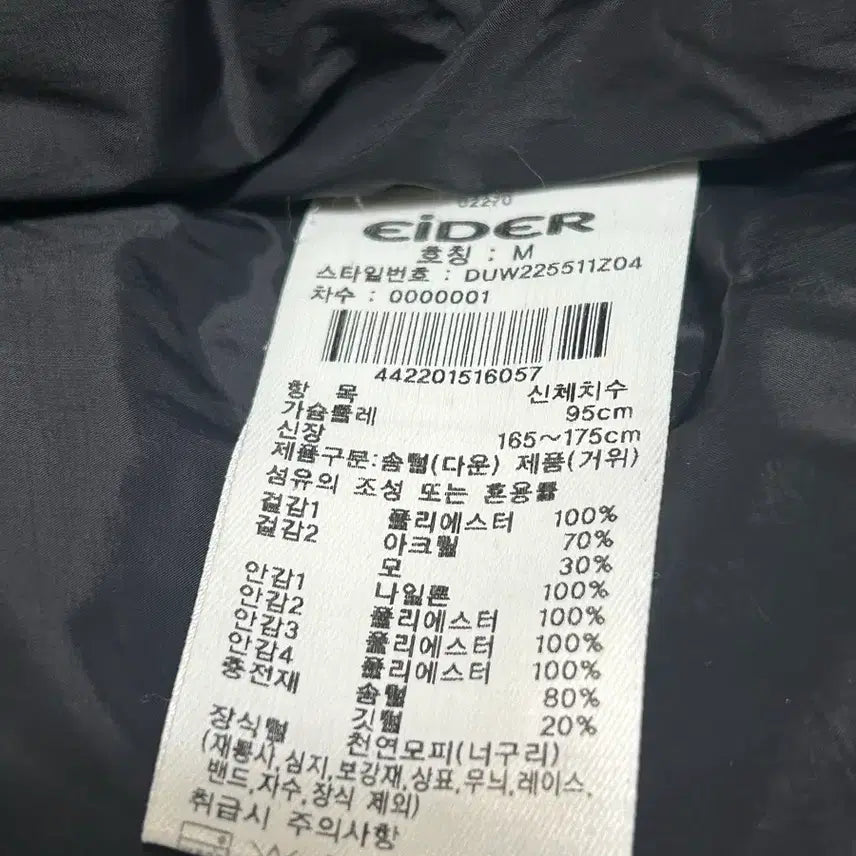 02270
EiDER
호칭 : M
스타일번호 : DUW225511Z04
차수 : 0000001
442201516057
항 목 신체치수
가슴둘레 95cm
신장 165~175cm
제품구분:솜털(다운) 제품(거위)
섬유의 조성 또는 혼용률
겉감1 폴리에스터 100%
겉감2 아크릴 70%
모 30%
안감1 나일론 100%
안감2 폴리에스터 100%
안감3 폴리에스터 100%
안감4 폴리에스터 100%
충전재 솜털 80%
깃털 20%
장식털 천연모피(너구리)
(재봉사,심지,보강재,상표,무늬,레이스,
밴드,자수,장식 제외)
취급시 주의사항